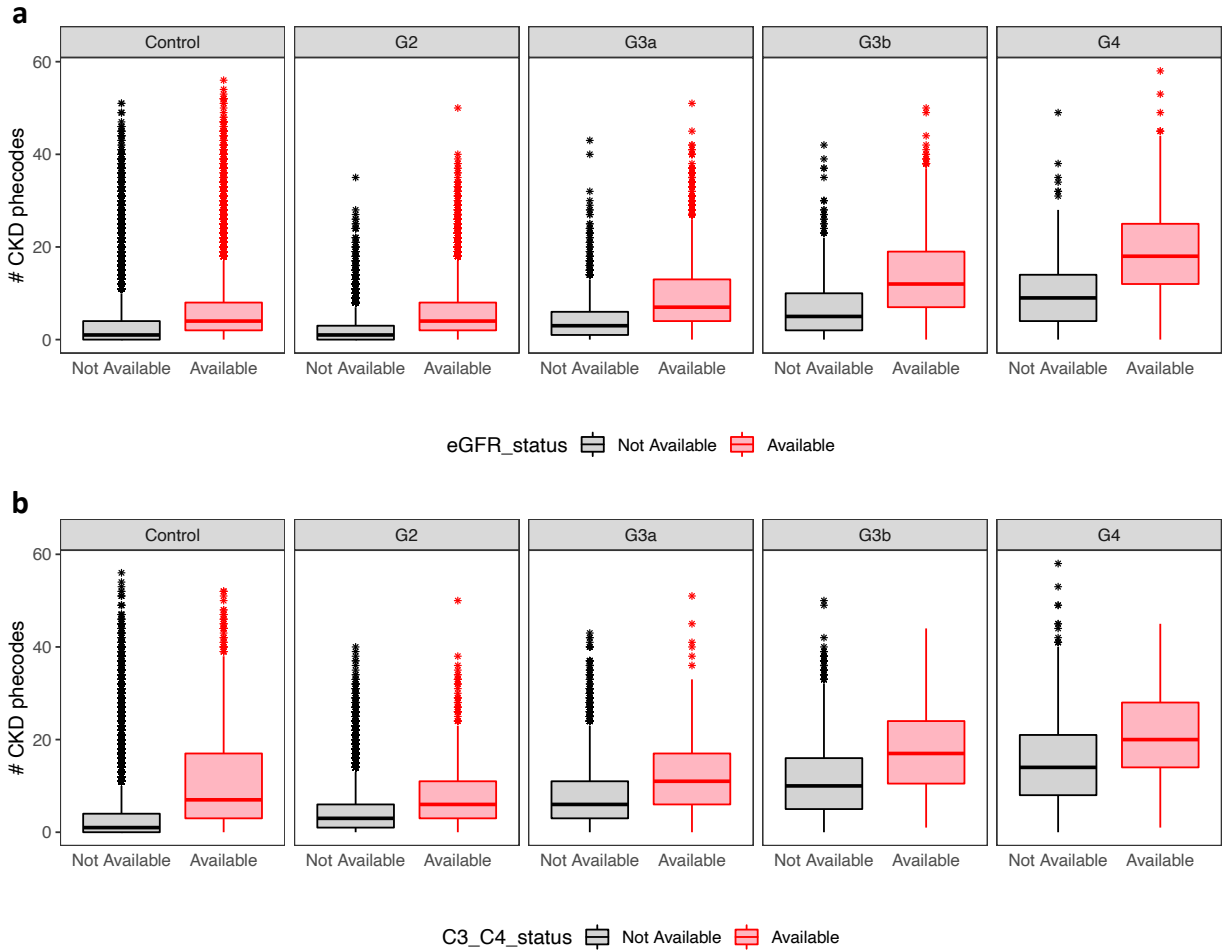 a
Control G2 G3a G3b G4
60
40
20
0
# CKD phecodes
Not Available Available Not Available Available Not Available Available Not Available Available Not Available Available
eGFR_status Not Available Available
b
Control G2 G3a G3b G4
60
40
20
0
# CKD phecodes
Not Available Available Not Available Available Not Available Available Not Available Available Not Available Available
C3_C4_status Not Available Available